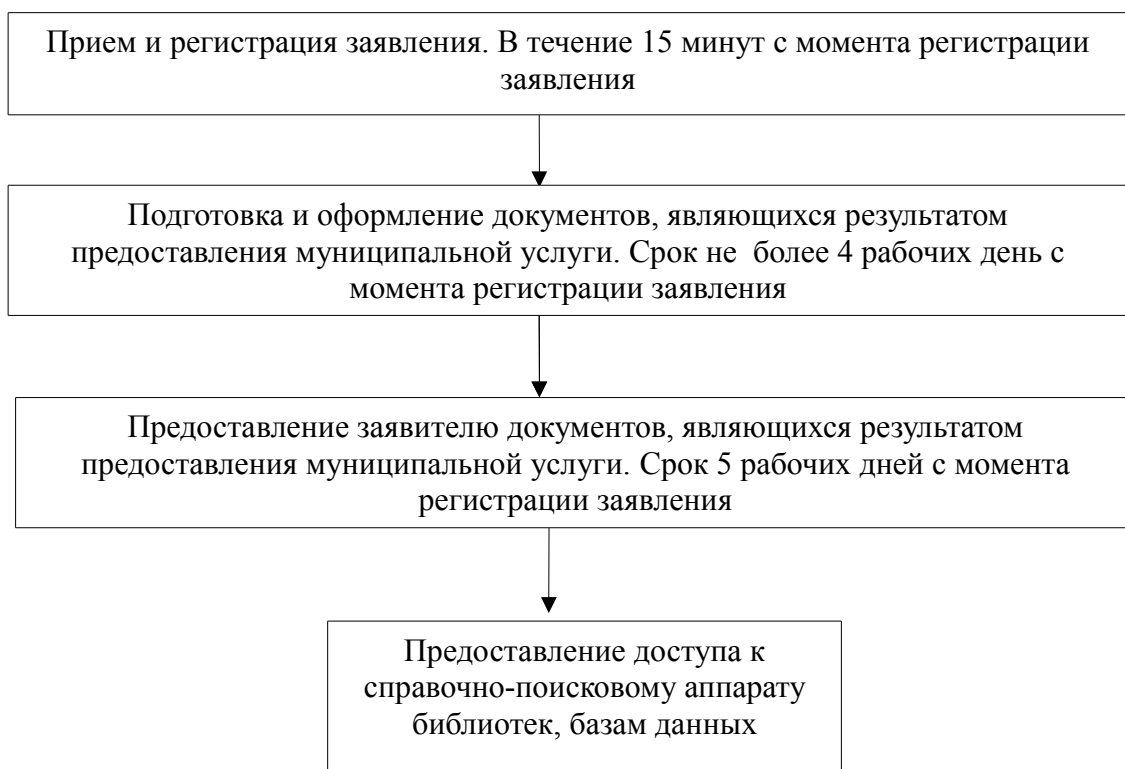 Прием и регистрация заявления. В течение 15 минут с момента регистрации
заявления
Подготовка и оформление документов, являющихся результатом
предоставления муниципальной услуги. Срок не  более 4 рабочих день с
момента регистрации заявления
Предоставление заявителю документов, являющихся результатом
предоставления муниципальной услуги. Срок 5 рабочих дней с момента
регистрации заявления
Предоставление доступа к
справочно-поисковому аппарату
библиотек, базам данных